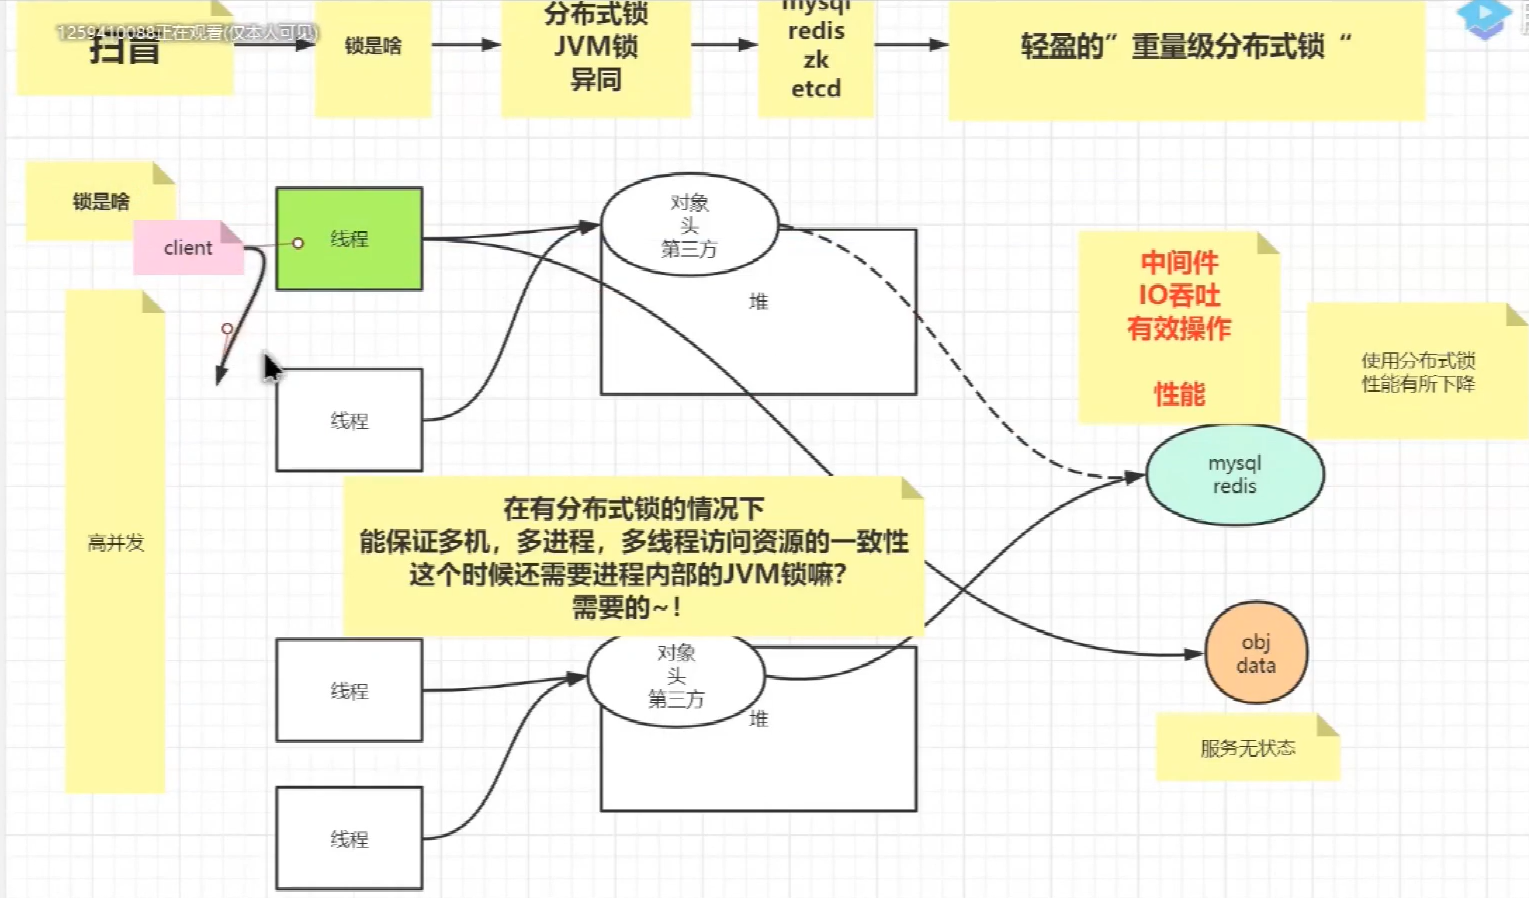 1259410088正在观看(仅本人可见)
扫盲
锁是啥
分布式锁
JVM锁
异同
mysql
redis
zk
etcd
轻盈的”重量级分布式锁“
锁是啥
client
线程
对象
头
第三方
堆
中间件
IO吞吐
有效操作
性能
使用分布式锁
性能有所下降
线程
mysql
redis
高并发
在有分布式锁的情况下
能保证多机，多进程，多线程访问资源的一致性
这个时候还需要进程内部的JVM锁嘛？
需要的~！
线程
对象
头
第三方
堆
obj
data
服务无状态
线程